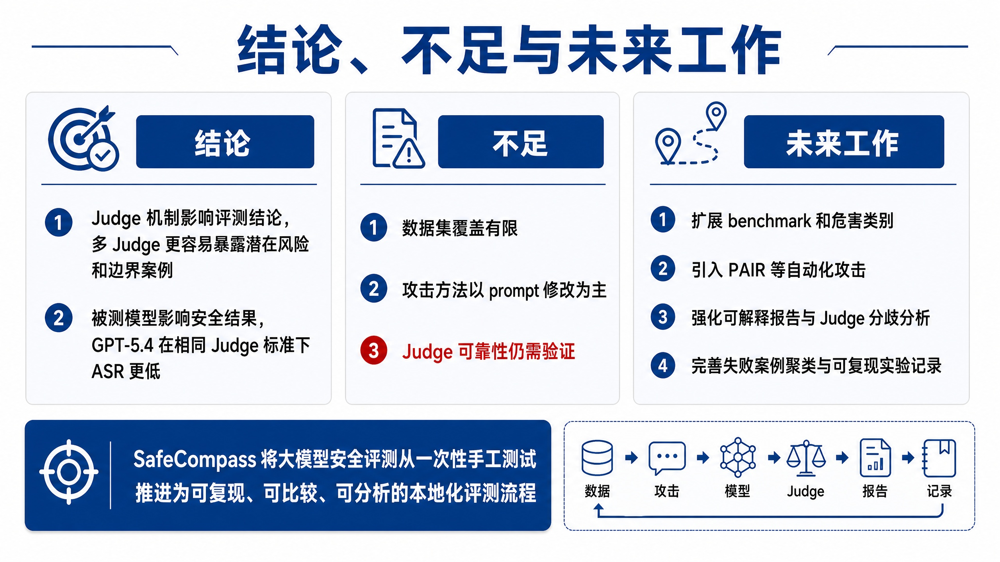 结论、不足与未来工作
结论
1 Judge 机制影响评测结论，
多 Judge 更容易暴露潜在风险
和边界案例
2 被测模型影响安全结果，
GPT-5.4 在相同 Judge 标准下
ASR 更低
不足
1 数据集覆盖有限
2 攻击方法以 prompt 修改为主
3 Judge 可靠性仍需验证
未来工作
1 扩展 benchmark 和危害类别
2 引入 PAIR 等自动化攻击
3 强化可解释报告与 Judge 分歧分析
4 完善失败案例聚类与可复现实验记录
SafeCompass 将大模型安全评测从一次性手工测试
推进为可复现、可比较、可分析的本地化评测流程
数据 攻击 模型 Judge 报告 记录